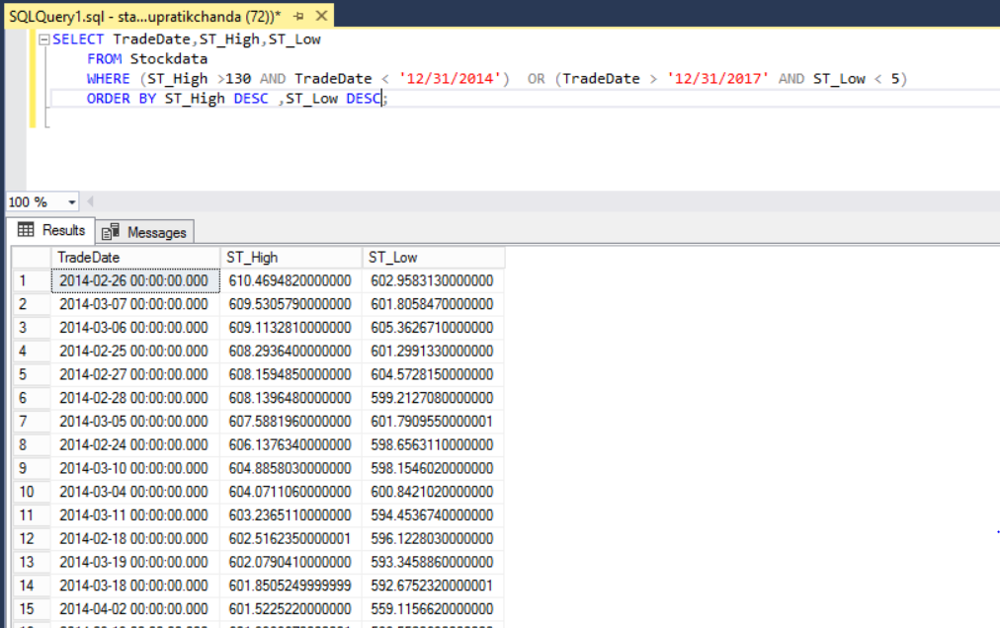 SQLQuery1.sql - sta...upratikchanda (72))*
SELECT TradeDate,ST_High,ST_Low
FROM Stockdata
WHERE (ST_High >130 AND TradeDate < '12/31/2014') OR (TradeDate > '12/31/2017' AND ST_Low < 5)
ORDER BY ST_High DESC ,ST_Low DESC;
100 %
Results Messages
TradeDate ST_High ST_Low
1 2014-02-26 00:00:00.000 610.4694820000000 602.9583130000000
2 2014-03-07 00:00:00.000 609.5305790000000 601.8058470000000
3 2014-03-06 00:00:00.000 609.1132810000000 605.3626710000000
4 2014-02-25 00:00:00.000 608.2936400000000 601.2991330000000
5 2014-02-27 00:00:00.000 608.1594850000000 604.5728150000000
6 2014-02-28 00:00:00.000 608.1396480000000 599.2127080000000
7 2014-03-05 00:00:00.000 607.5881960000000 601.7909550000001
8 2014-02-24 00:00:00.000 606.1376340000000 598.6563110000000
9 2014-03-10 00:00:00.000 604.8858030000000 598.1546020000000
10 2014-03-04 00:00:00.000 604.0711060000000 600.8421020000000
11 2014-03-11 00:00:00.000 603.2365110000000 594.4536740000000
12 2014-02-18 00:00:00.000 602.5162350000001 596.1228030000000
13 2014-03-19 00:00:00.000 602.0790410000000 593.3458860000000
14 2014-03-18 00:00:00.000 601.8505249999999 592.6752320000001
15 2014-04-02 00:00:00.000 601.5225220000000 559.1156620000000